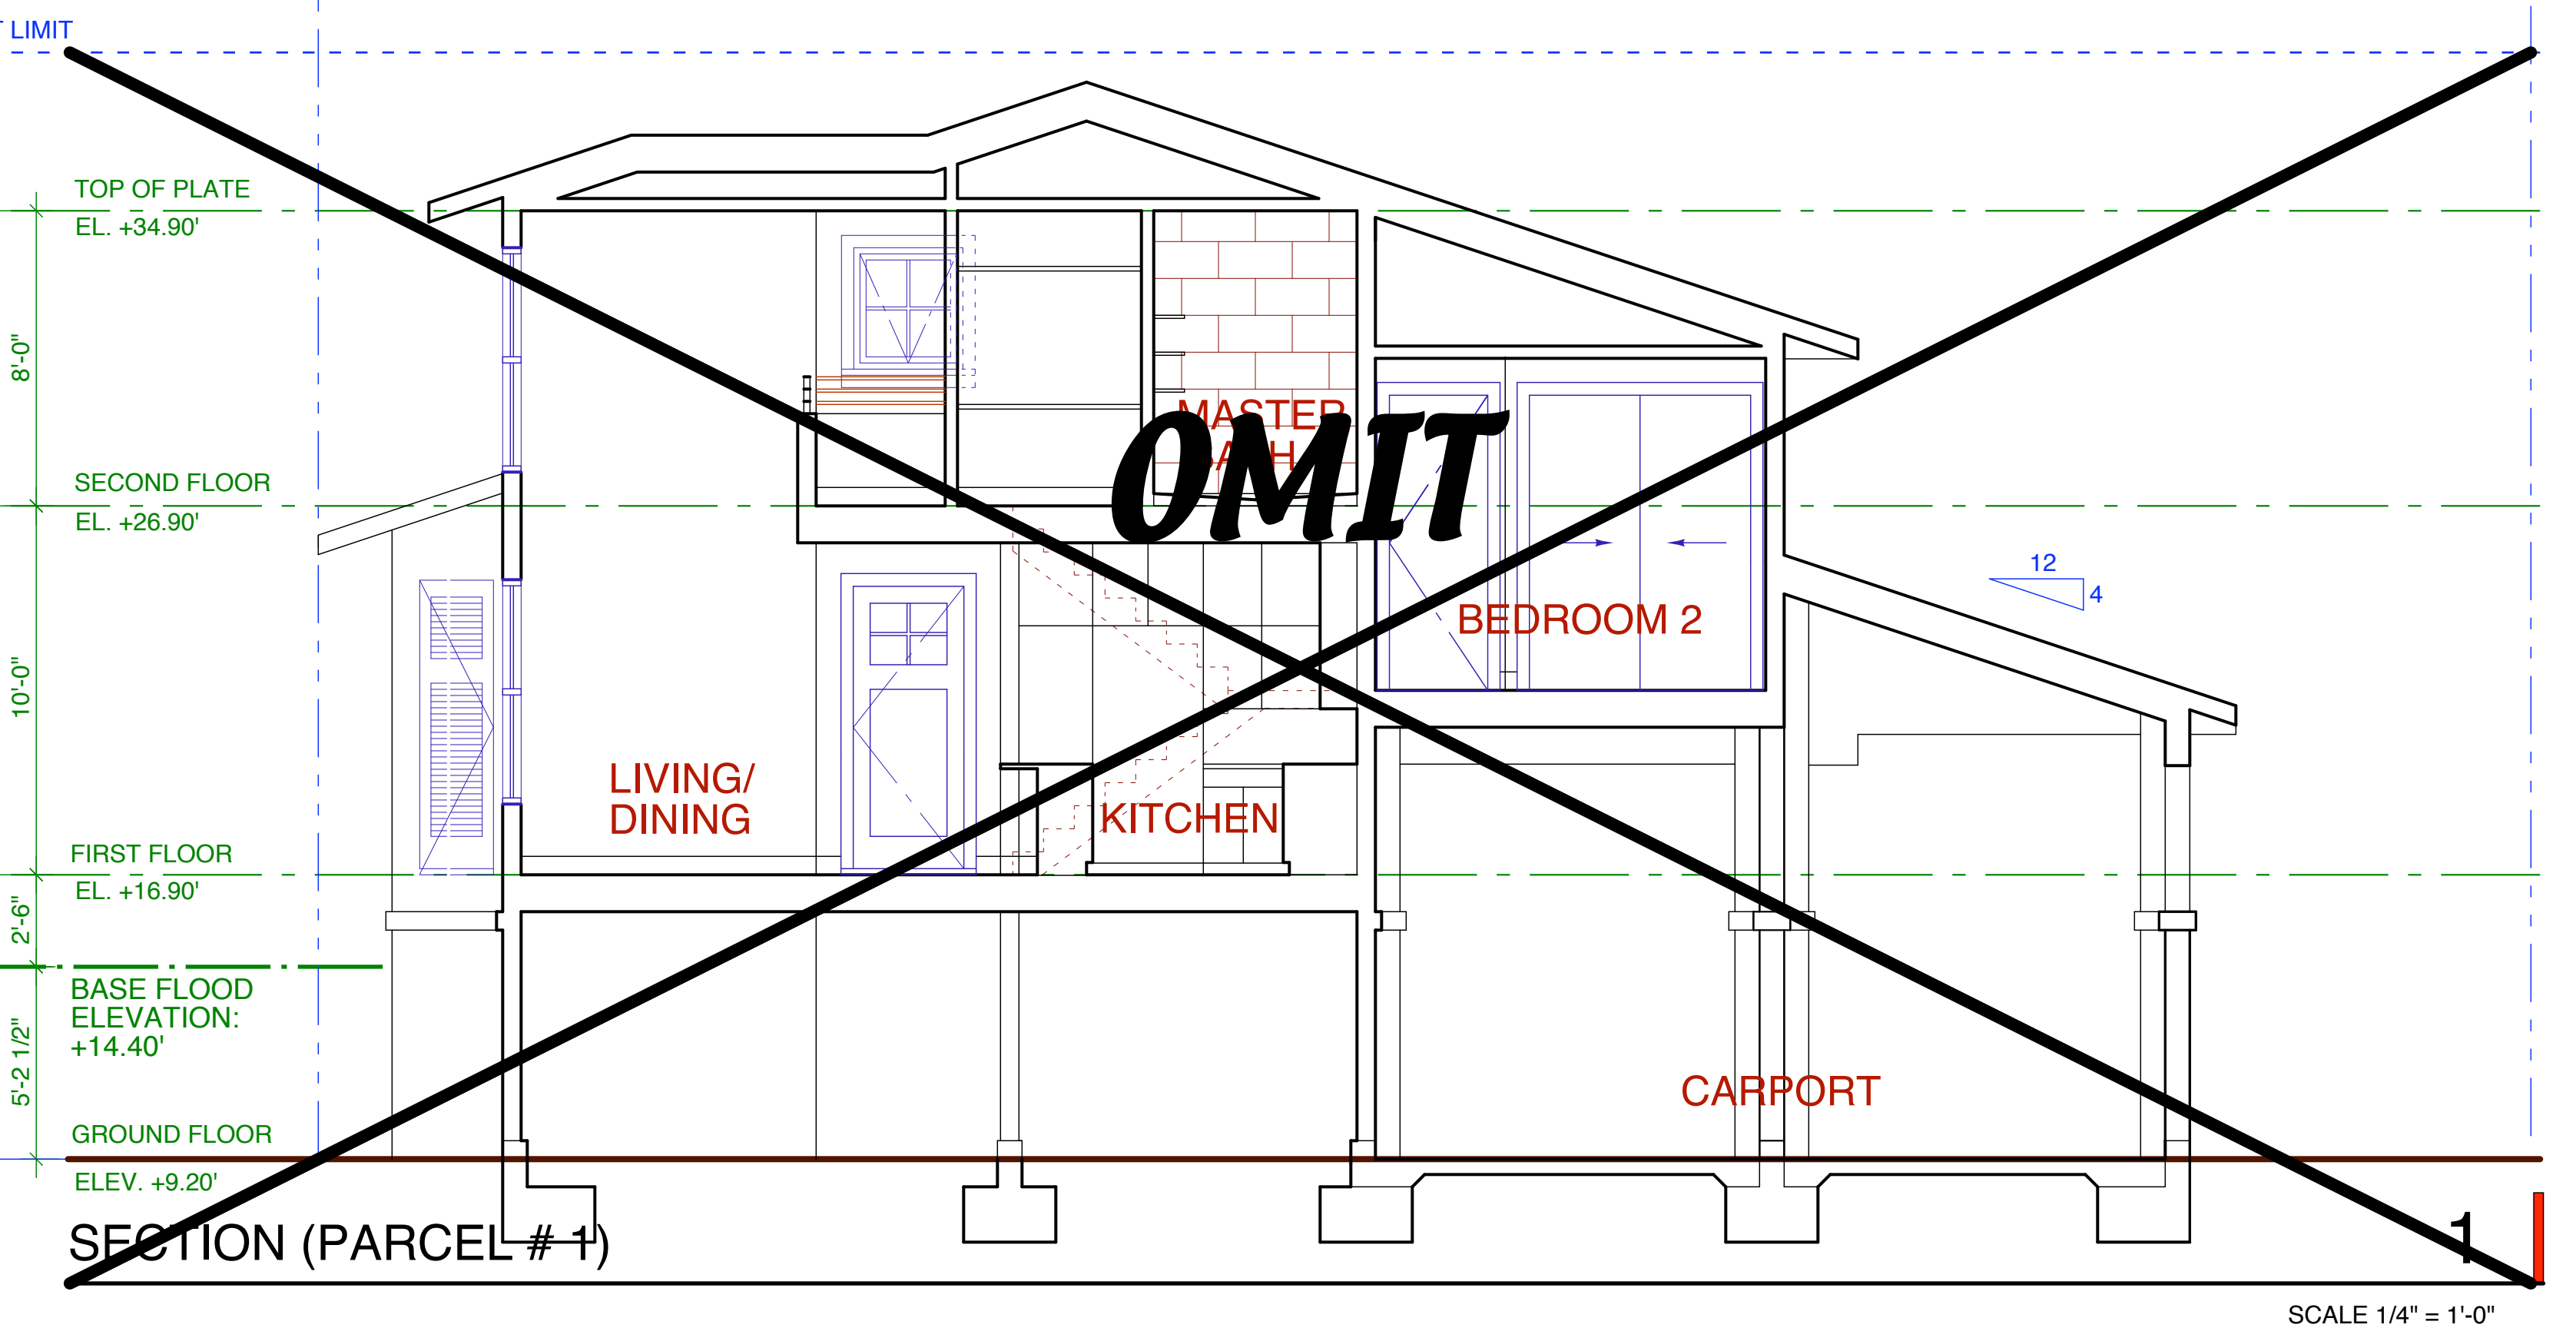 LIMIT
TOP OF PLATE
EL. +34.90'
8'-0"
MASTER
OMIT
SECOND FLOOR
EL. +26.90'
12
4
BEDROOM 2
10'-0"
LIVING/
DINING
KITCHEN
FIRST FLOOR
EL. +16.90'
2'-6"
BASE FLOOD
ELEVATION:
+14.40'
5'-2 1/2"
CARPORT
GROUND FLOOR
ELEV. +9.20'
SECTION (PARCEL # 1)
1
SCALE 1/4" = 1'-0"